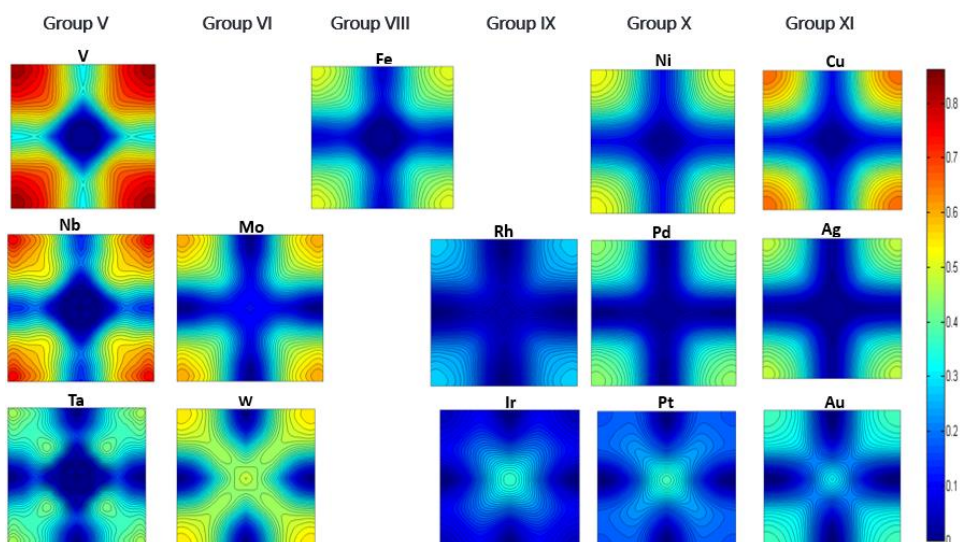 Group V Group VI Group VIII Group IX Group X Group XI
V Fe Ni Cu
0.8
0.7
0.6
Nb Mo Rh Pd Ag
0.5
0.4
0.3
Ta W Ir Pt Au
0.2
0.1
0